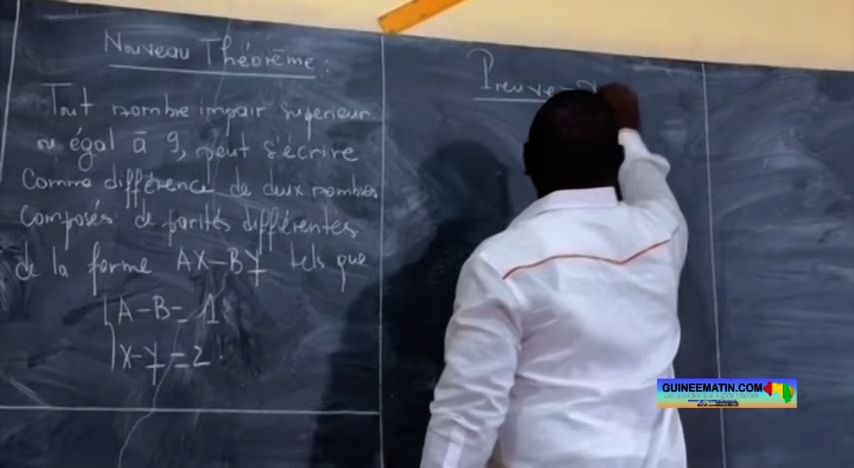 Nouveau Théorème:
Tout nombre impair superieur
ou égal à 9, peut s'écrire
Comme différence de deux nombres
composés de parités différentes
de la forme AX-BY tels que
A-B=1
X-Y=2
Preuve
GUINEEMATIN.COM